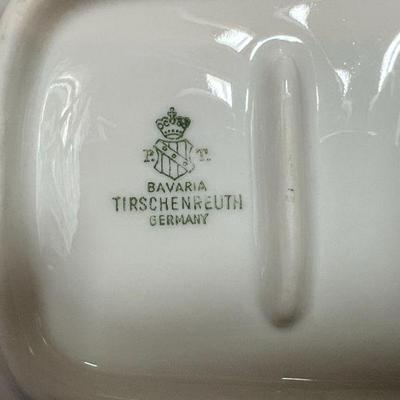 P. T.
BAVARIA
TIRSCHENREUTH
GERMANY